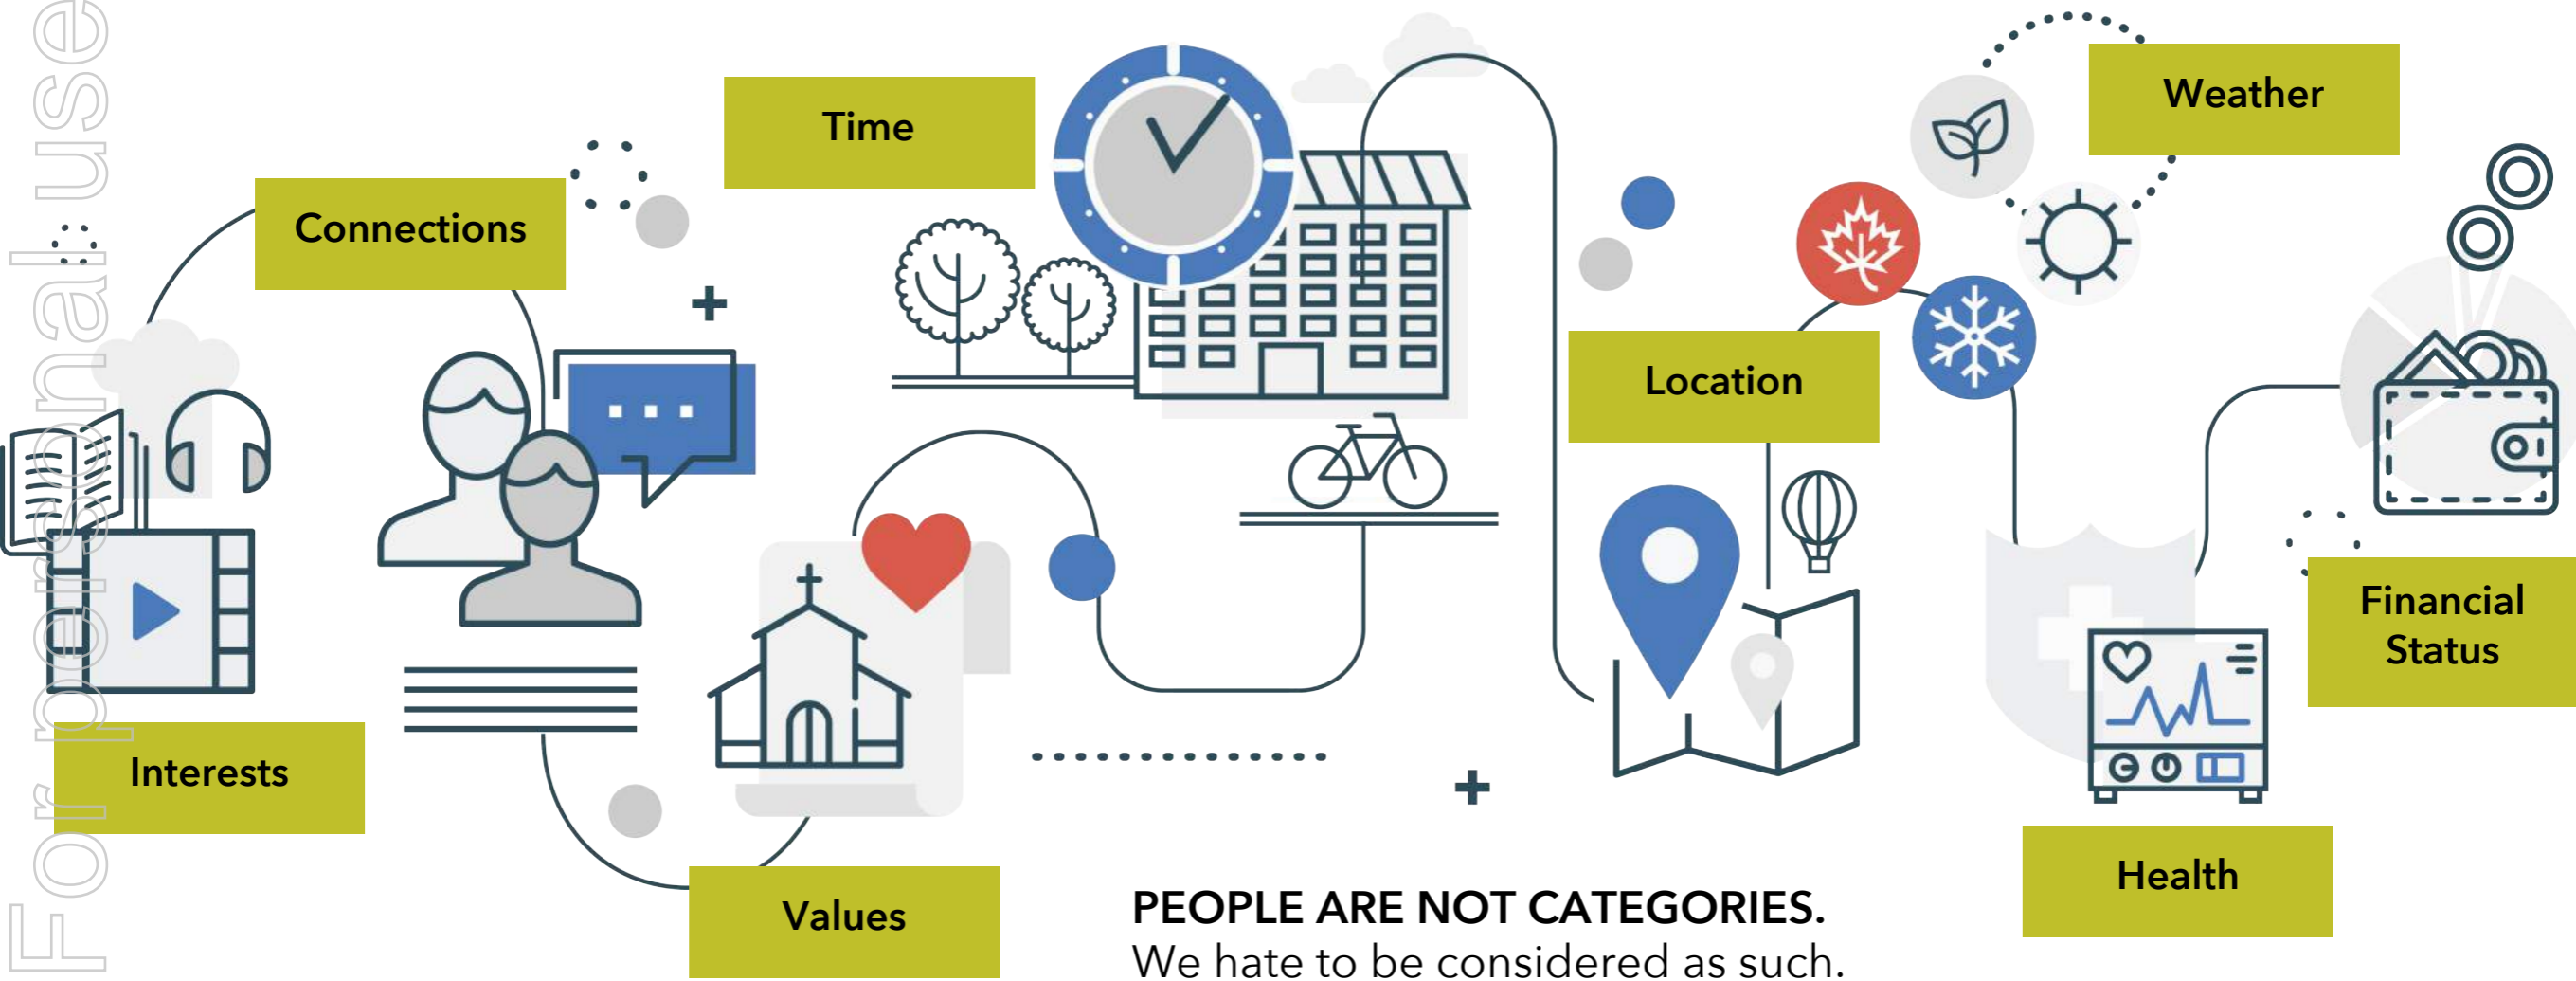 For personal use
Interests
Connections
Values
Time
Location
Weather
Health
Financial
Status
PEOPLE ARE NOT CATEGORIES.
We hate to be considered as such.